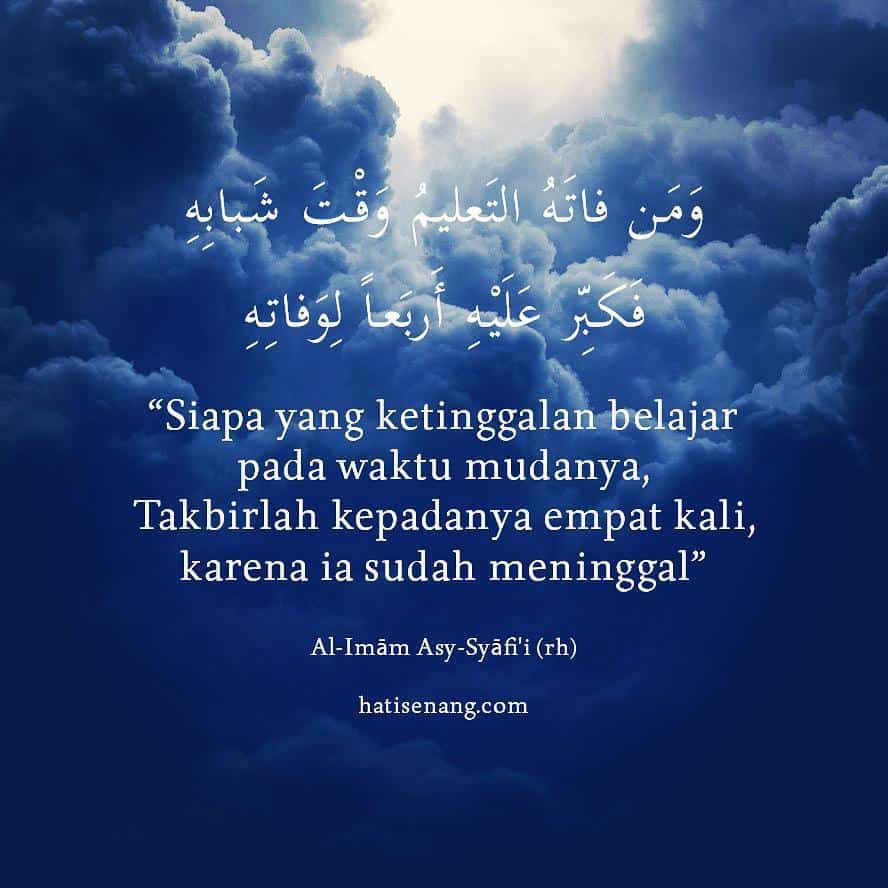 وَمَن فاتَهُ التَعليمُ وَقْتَ شَبابِهِ
فَكَبِّر عَلَيْهِ أَربَعاً لِوَفاتِهِ
“Siapa yang ketinggalan belajar
pada waktu mudanya,
Takbirlah kepadanya empat kali,
karena ia sudah meninggal”
Al-Imām Asy-Syāfi'i (rh)
hatisenang.com